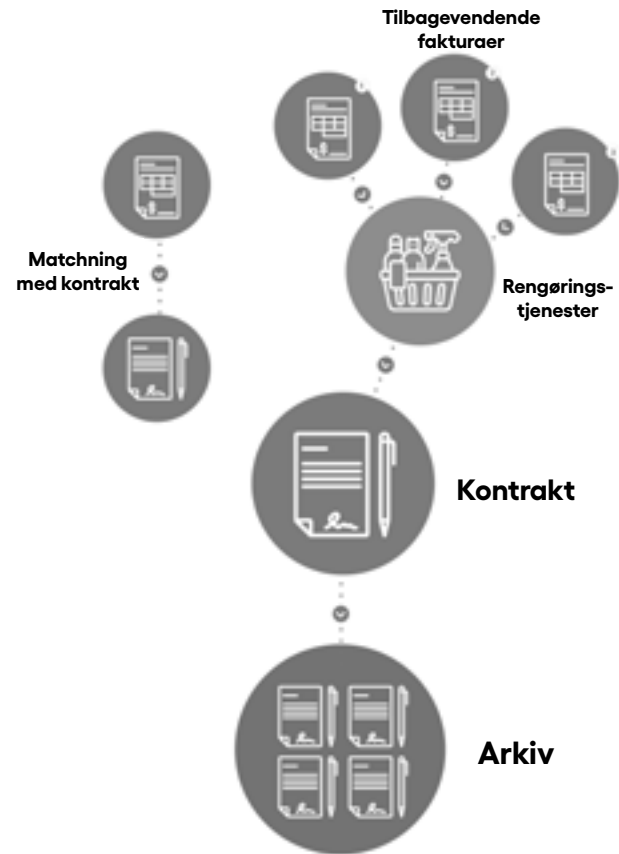 Tilbagevendende
fakturaer
Matchning
med kontrakt
Rengørings-
tjenester
Kontrakt
Arkiv